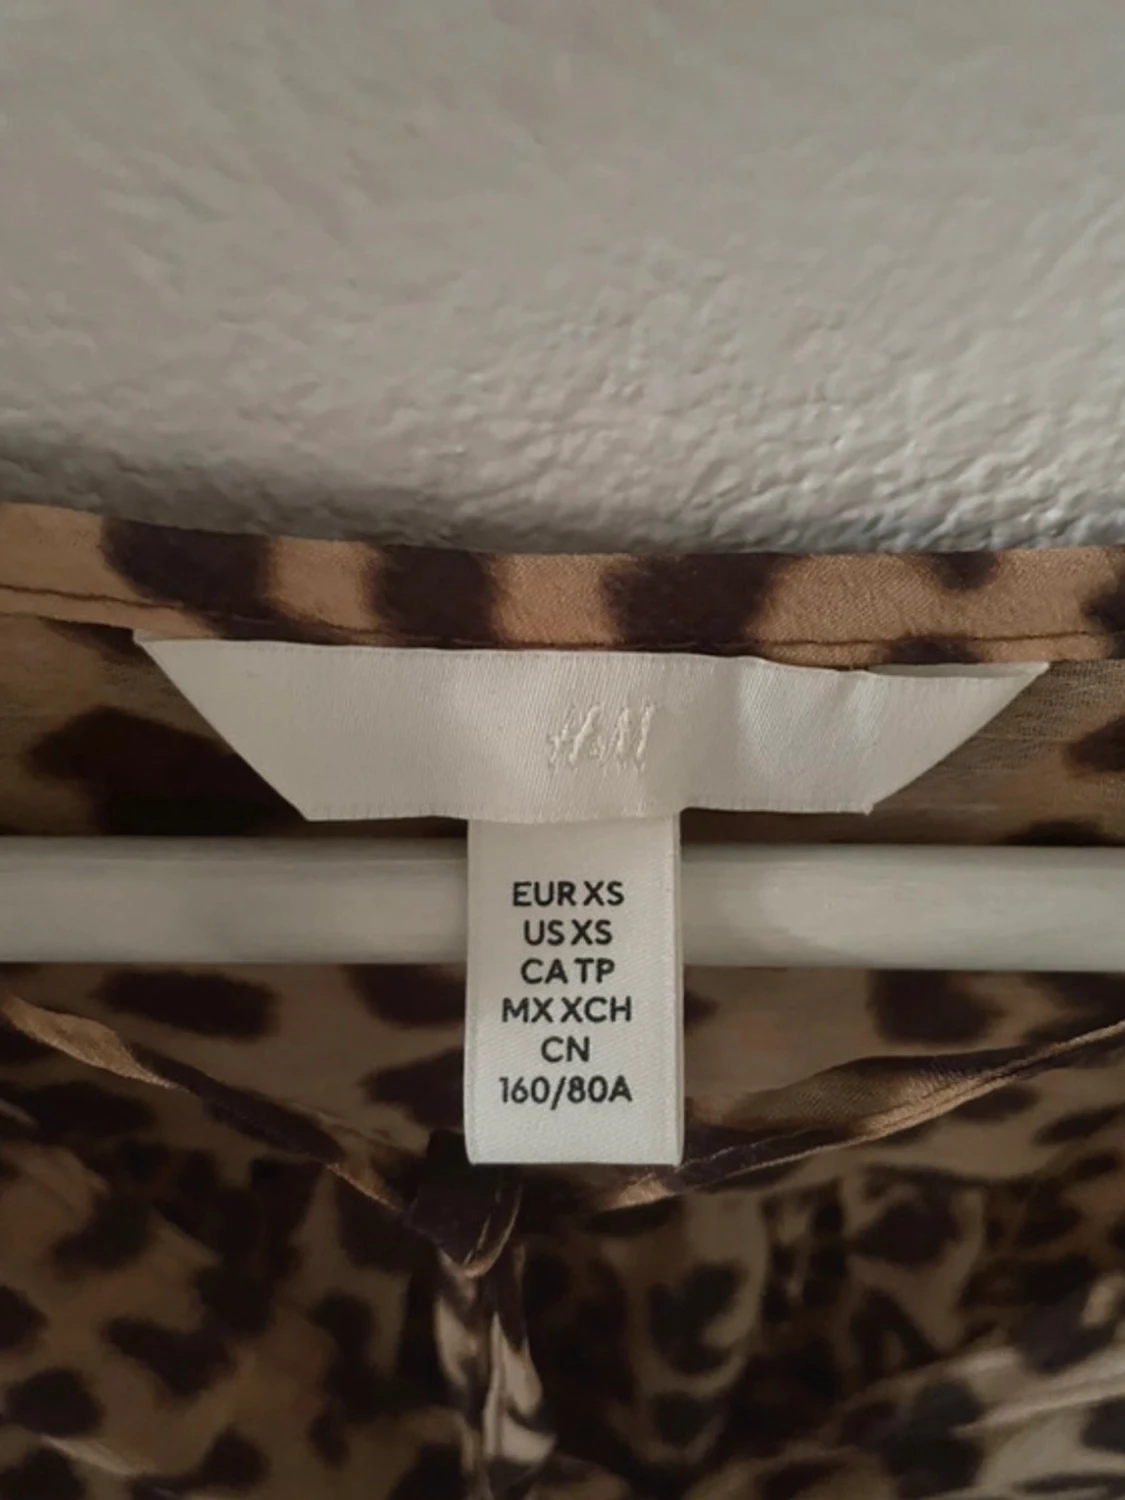 H&M
EUR XS
US XS
CA TP
MX XCH
CN
160/80A